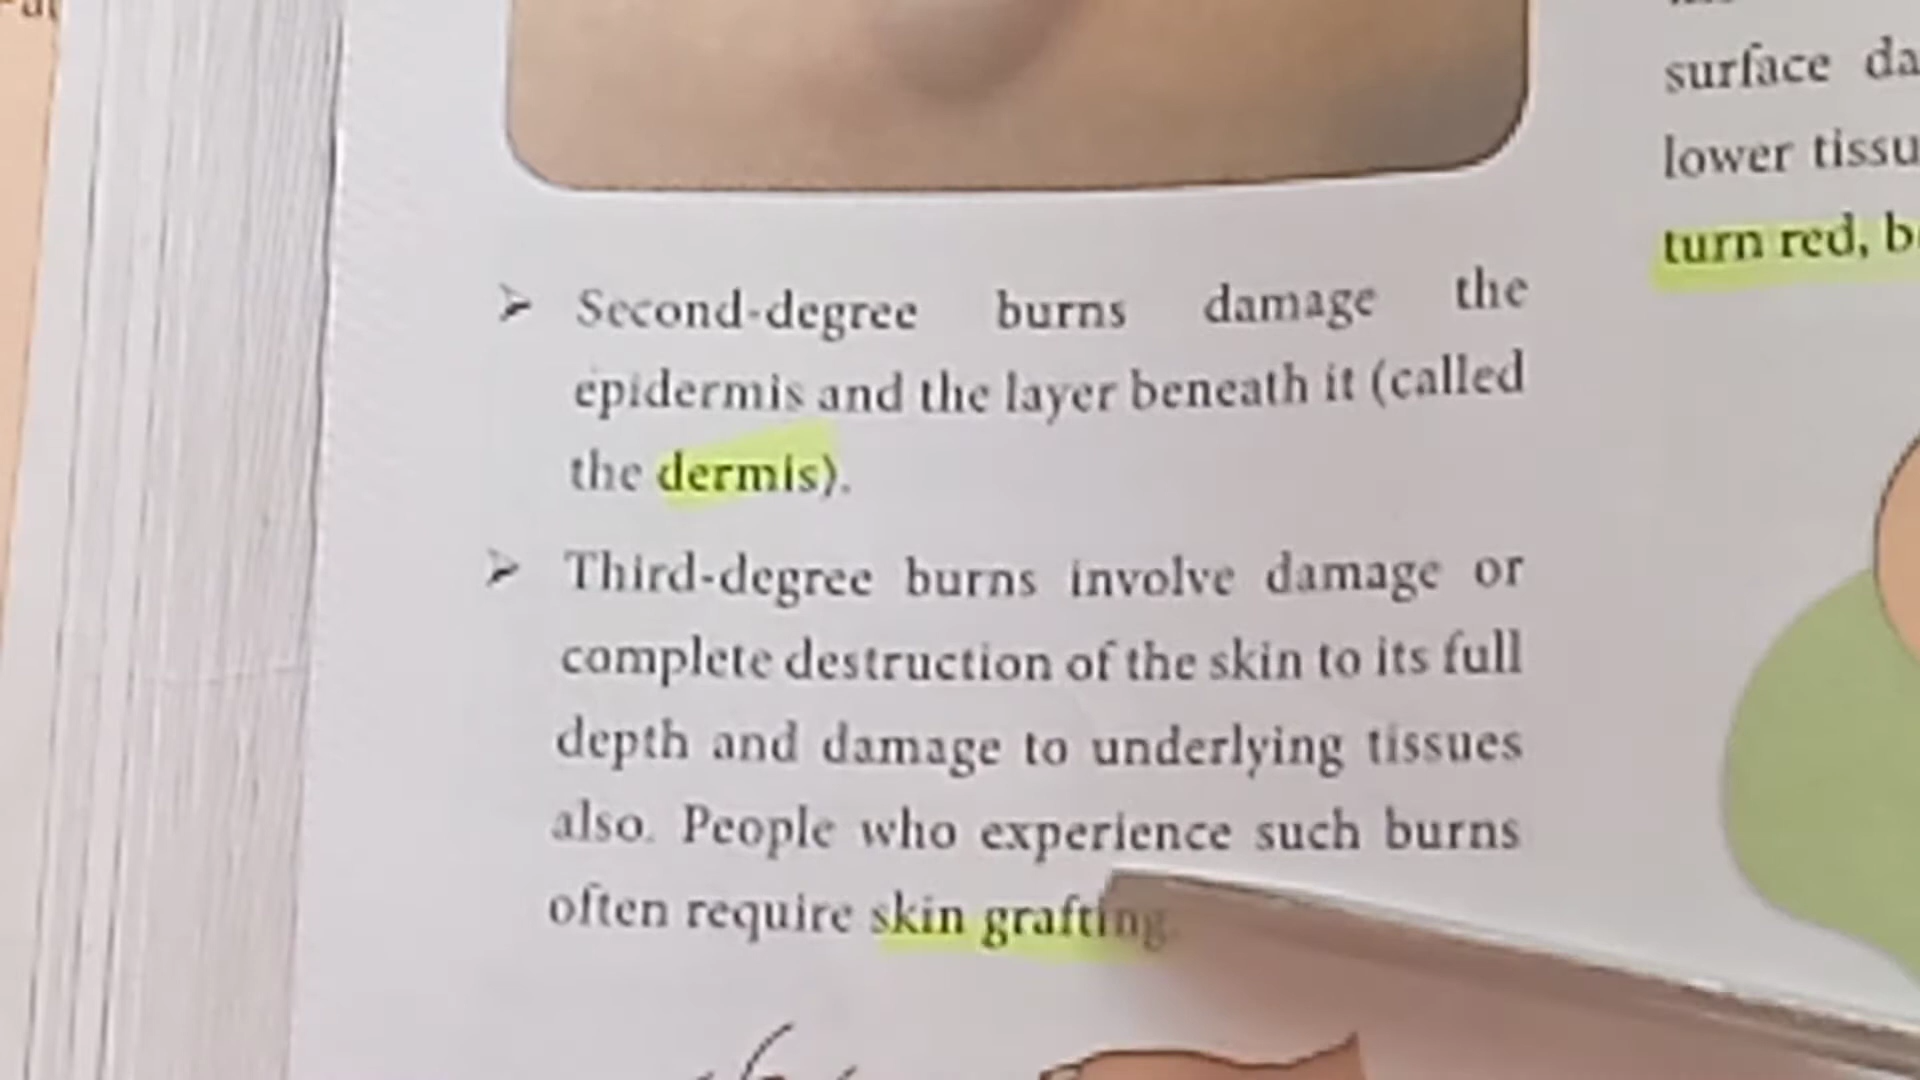 Second-degree burns damage the
epidermis and the layer beneath it (called
the dermis).
Third-degree burns involve damage or
complete destruction of the skin to its full
depth and damage to underlying tissues
also. People who experience such burns
often require skin grafting.
surface da
lower tissu
turn red, b